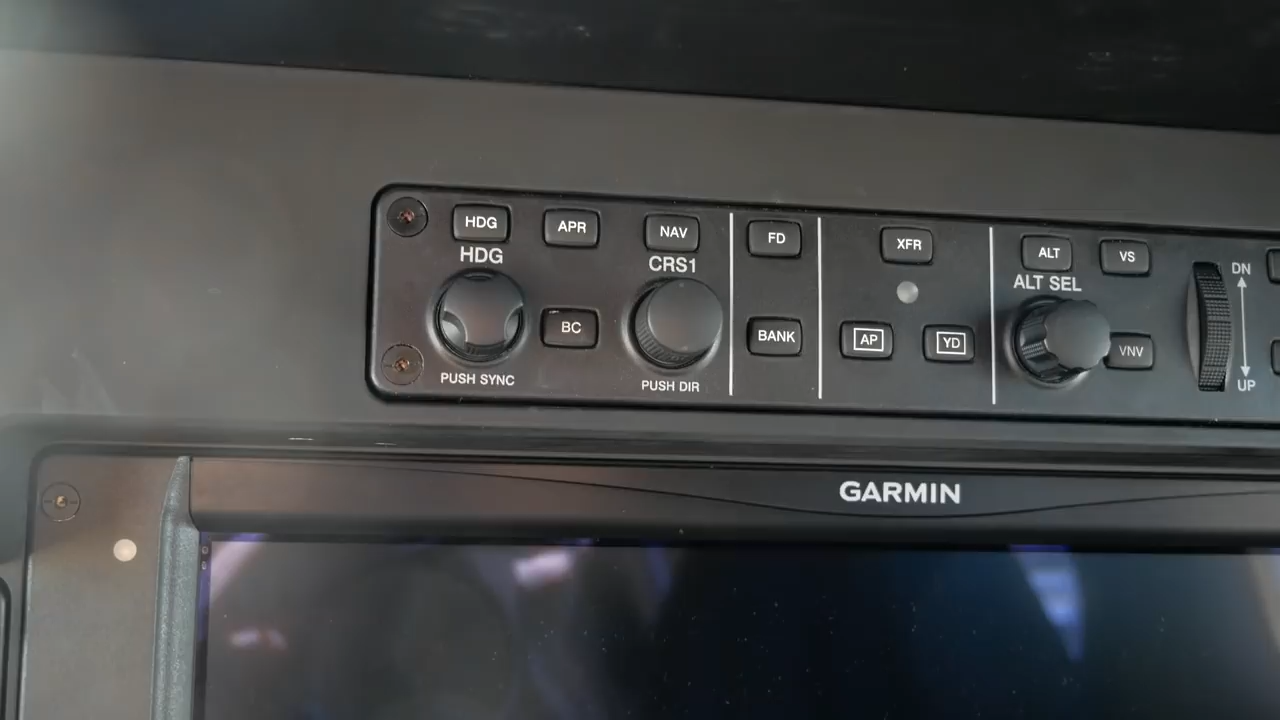 HDG
APR
NAV
FD
XFR
ALT
VS
HDG
CRS1
ALT SEL
DN
BC
BANK
AP
YD
VNV
UP
PUSH SYNC
PUSH DIR
GARMIN